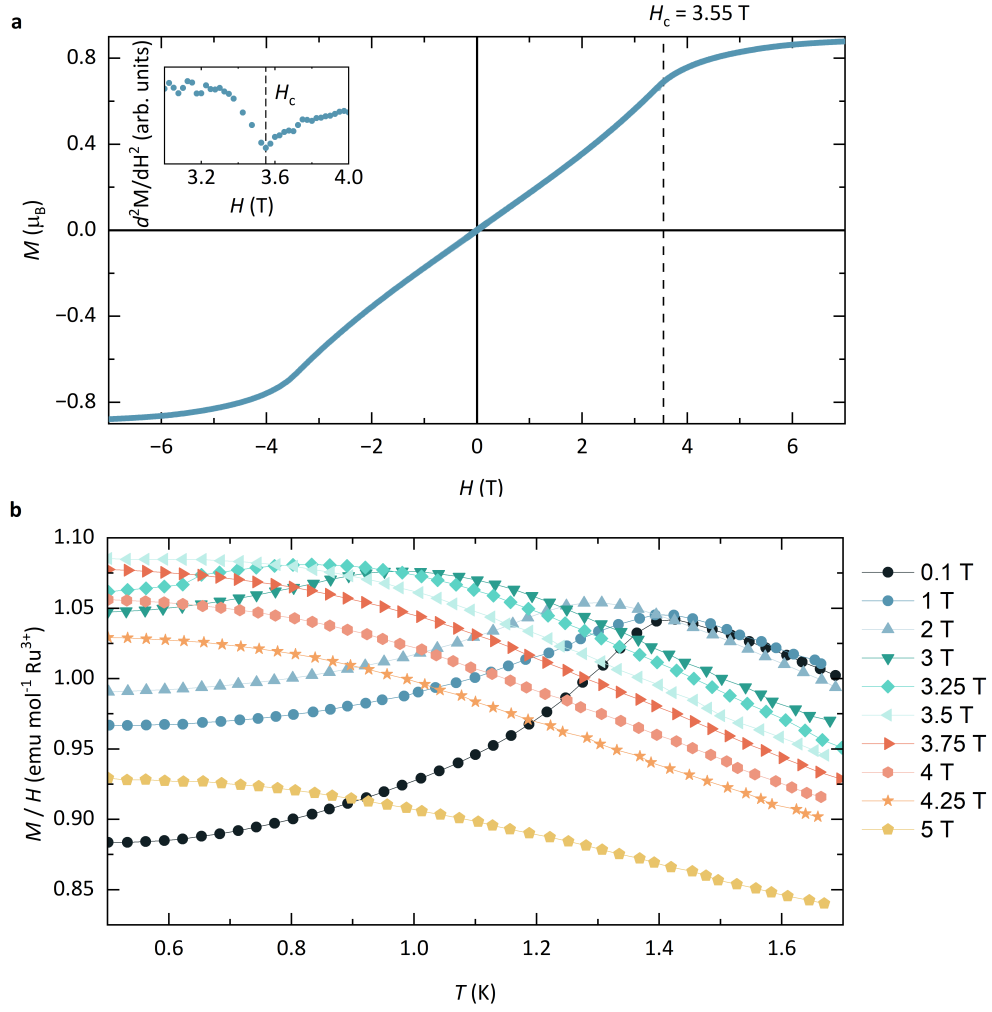 a
H_c = 3.55 T
d²M/dH² (arb. units)
H_c
3.2 3.6 4.0
H (T)
M (μ_B)
0.8
0.4
0.0
−0.4
−0.8
−6 −4 −2 0 2 4 6
H (T)
b
M / H (emu mol⁻¹ Ru³⁺)
1.10
1.05
1.00
0.95
0.90
0.85
0.6 0.8 1.0 1.2 1.4 1.6
T (K)
0.1 T
1 T
2 T
3 T
3.25 T
3.5 T
3.75 T
4 T
4.25 T
5 T